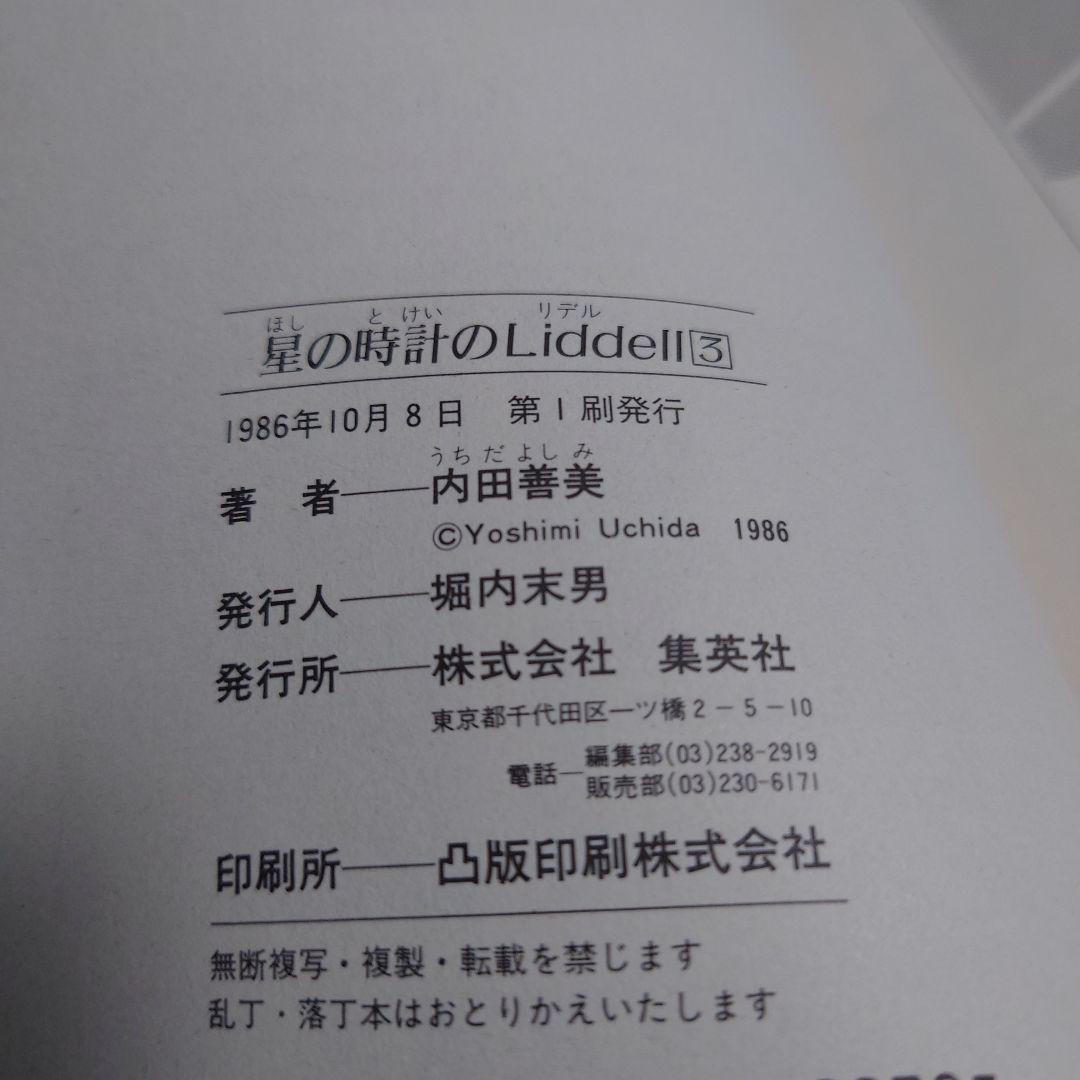 ほし と けい リデル
星の時計のLiddell3
1986年10月8日 第1刷発行
うち だ よし み
著 者――内田善美
©Yoshimi Uchida 1986
発行人――堀内末男
発行所――株式会社 集英社
東京都千代田区一ツ橋2-5-10
電話―編集部(03)238-2919
販売部(03)230-6171
印刷所――凸版印刷株式会社
無断複写・複製・転載を禁じます
乱丁・落丁本はおとりかえいたします